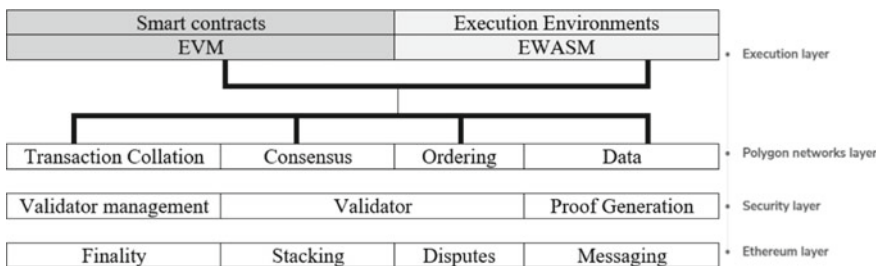 Smart contracts Execution Environments
EVM EWASM
Execution layer
Transaction Collation Consensus Ordering Data
Polygon networks layer
Validator management Validator Proof Generation
Security layer
Finality Stacking Disputes Messaging
Ethereum layer